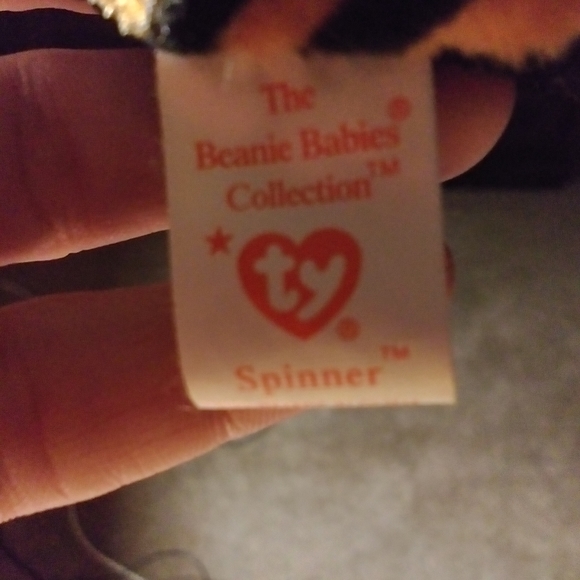 The
Beanie Babies®
Collection™
★ ty ®
Spinner™